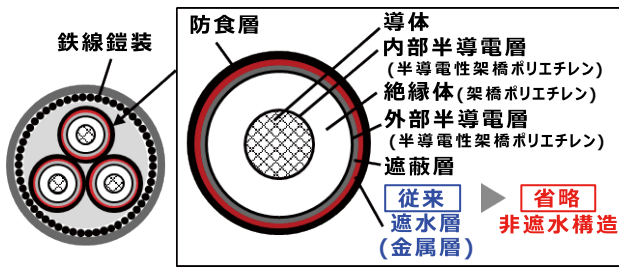 鉄線鎧装
防食層
導体
内部半導電層
(半導電性架橋ポリエチレン)
絶縁体(架橋ポリエチレン)
外部半導電層
(半導電性架橋ポリエチレン)
遮蔽層
従来
遮水層
(金属層)
省略
非遮水構造